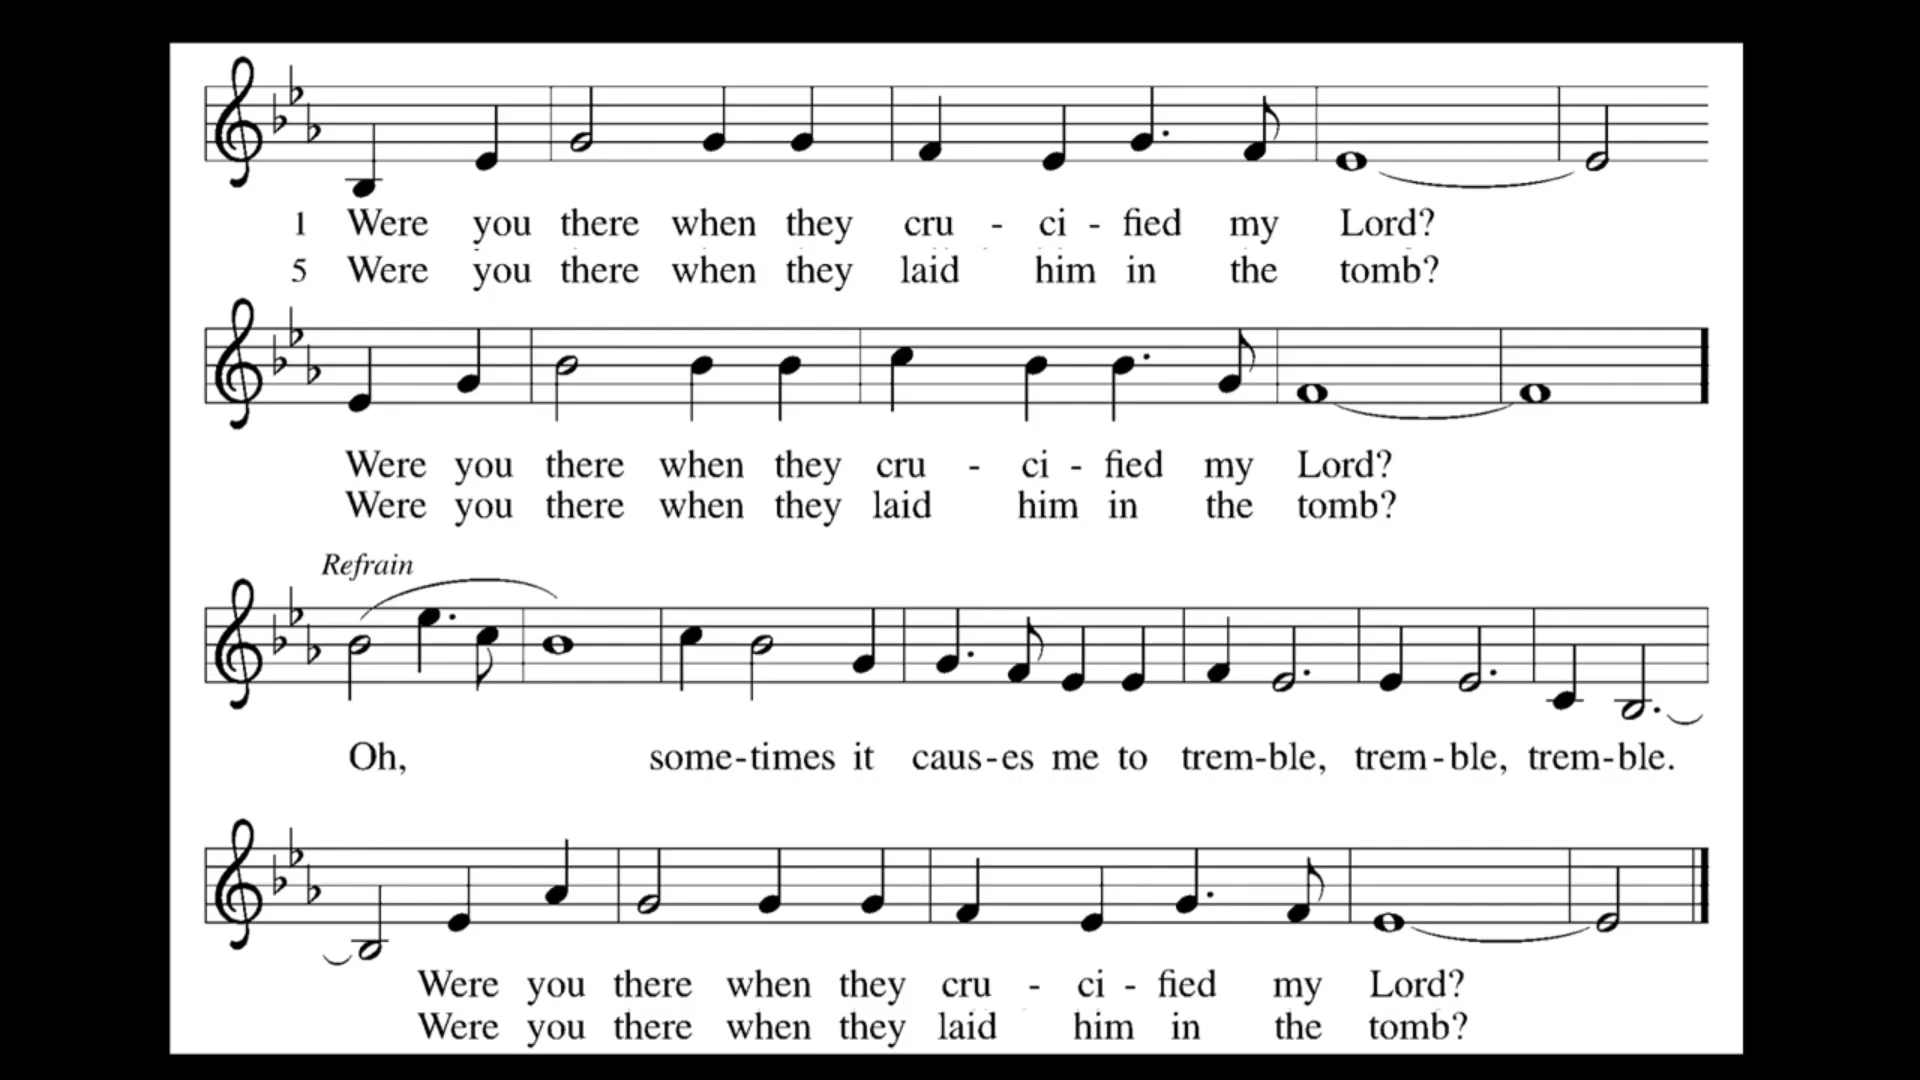 1 Were you there when they cru - ci - fied my Lord?
5 Were you there when they laid him in the tomb?
Were you there when they cru - ci - fied my Lord?
Were you there when they laid him in the tomb?
Refrain
Oh, some-times it caus-es me to trem-ble, trem-ble, trem-ble.
Were you there when they cru - ci - fied my Lord?
Were you there when they laid him in the tomb?